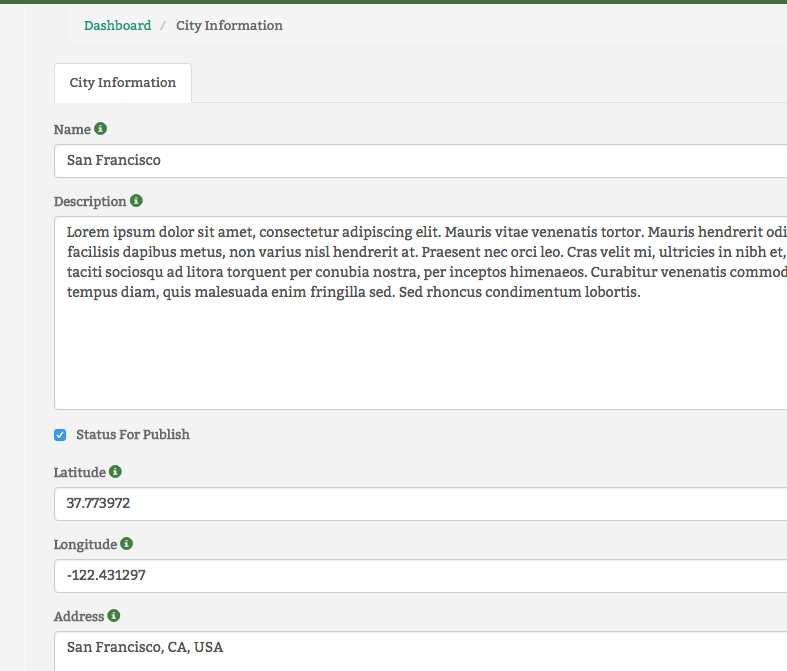 Dashboard / City Information
City Information
Name
San Francisco
Description
Lorem ipsum dolor sit amet, consectetur adipiscing elit. Mauris vitae venenatis tortor. Mauris hendrerit odi
facilisis dapibus metus, non varius nisl hendrerit at. Praesent nec orci leo. Cras velit mi, ultricies in nibh et,
taciti sociosqu ad litora torquent per conubia nostra, per inceptos himenaeos. Curabitur venenatis commod
tempus diam, quis malesuada enim fringilla sed. Sed rhoncus condimentum lobortis.
Status For Publish
Latitude
37.773972
Longitude
-122.431297
Address
San Francisco, CA, USA